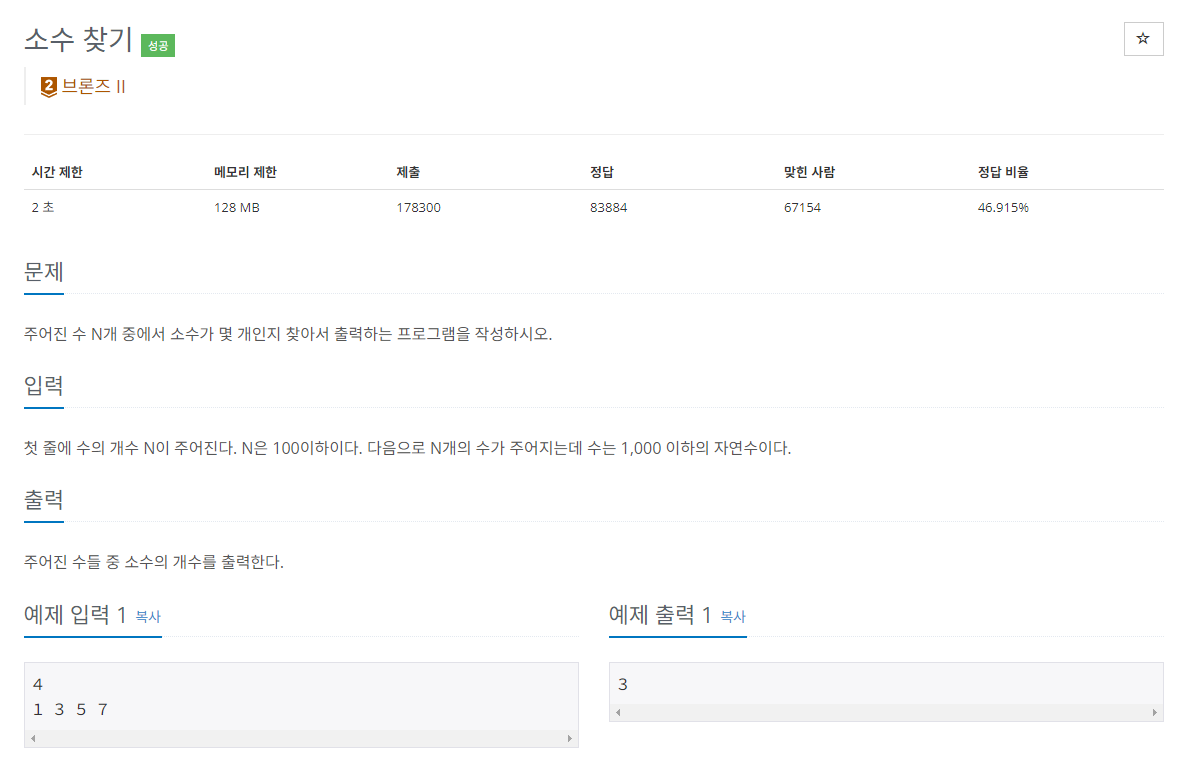 소수 찾기 성공
2 브론즈 II
시간 제한 메모리 제한 제출 정답 맞힌 사람 정답 비율
2 초 128 MB 178300 83884 67154 46.915%
문제
주어진 수 N개 중에서 소수가 몇 개인지 찾아서 출력하는 프로그램을 작성하시오.
입력
첫 줄에 수의 개수 N이 주어진다. N은 100이하이다. 다음으로 N개의 수가 주어지는데 수는 1,000 이하의 자연수이다.
출력
주어진 수들 중 소수의 개수를 출력한다.
예제 입력 1 복사
4
1 3 5 7
예제 출력 1 복사
3